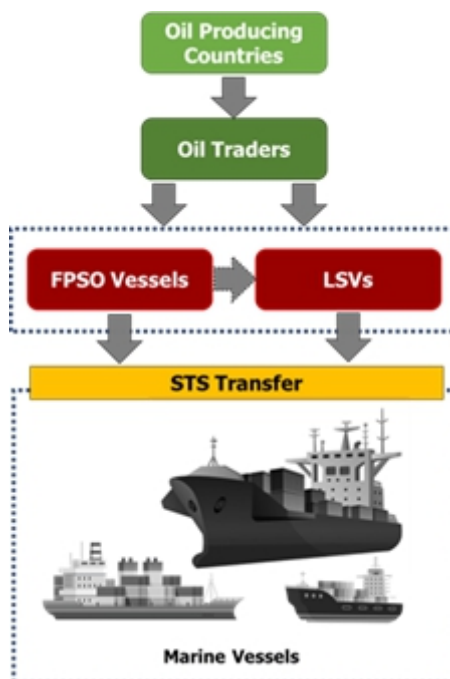 Oil Producing
Countries
Oil Traders
FPSO Vessels
LSVs
STS Transfer
Marine Vessels